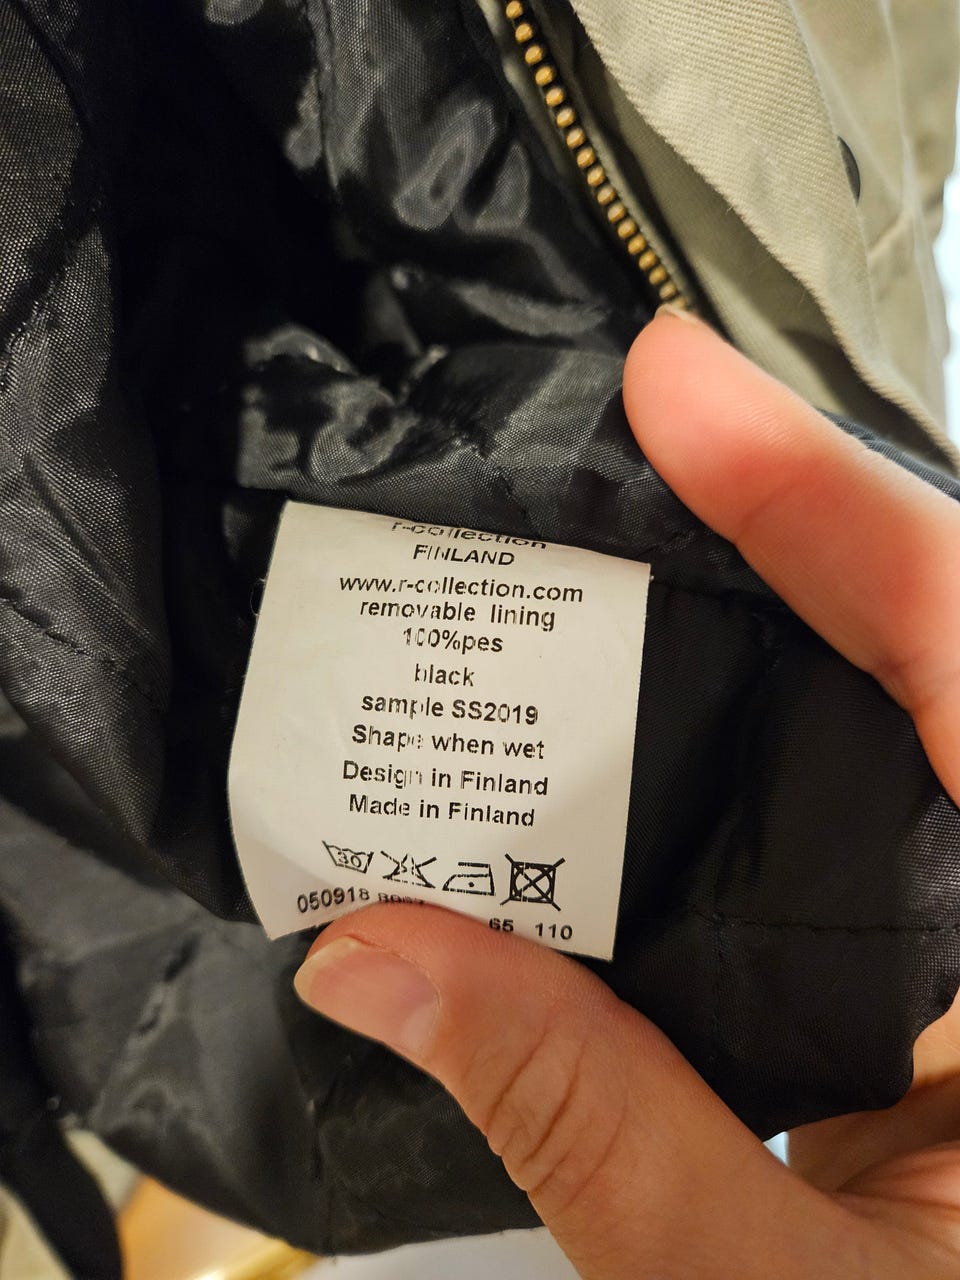 r-collection
FINLAND
www.r-collection.com
removable lining
100%pes
black
sample SS2019
Shape when wet
Design in Finland
Made in Finland
30
050918 65 110